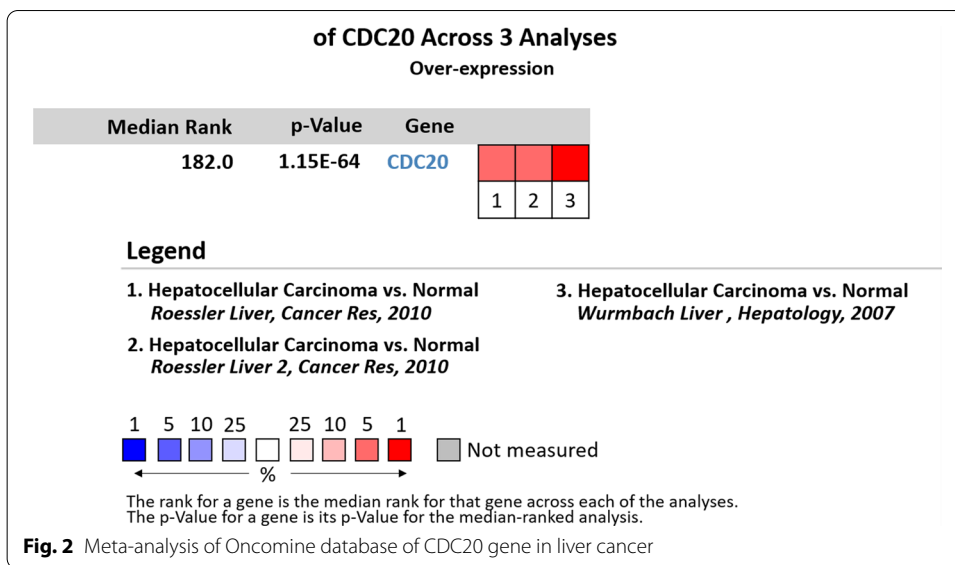 of CDC20 Across 3 Analyses
Over-expression
Median Rank p-Value Gene
182.0 1.15E-64 CDC20
1 2 3
Legend
1. Hepatocellular Carcinoma vs. Normal
Roessler Liver, Cancer Res, 2010
2. Hepatocellular Carcinoma vs. Normal
Roessler Liver 2, Cancer Res, 2010
3. Hepatocellular Carcinoma vs. Normal
Wurmbach Liver , Hepatology, 2007
1 5 10 25 25 10 5 1
Not measured
%
The rank for a gene is the median rank for that gene across each of the analyses.
The p-Value for a gene is its p-Value for the median-ranked analysis.
Fig. 2 Meta-analysis of Oncomine database of CDC20 gene in liver cancer